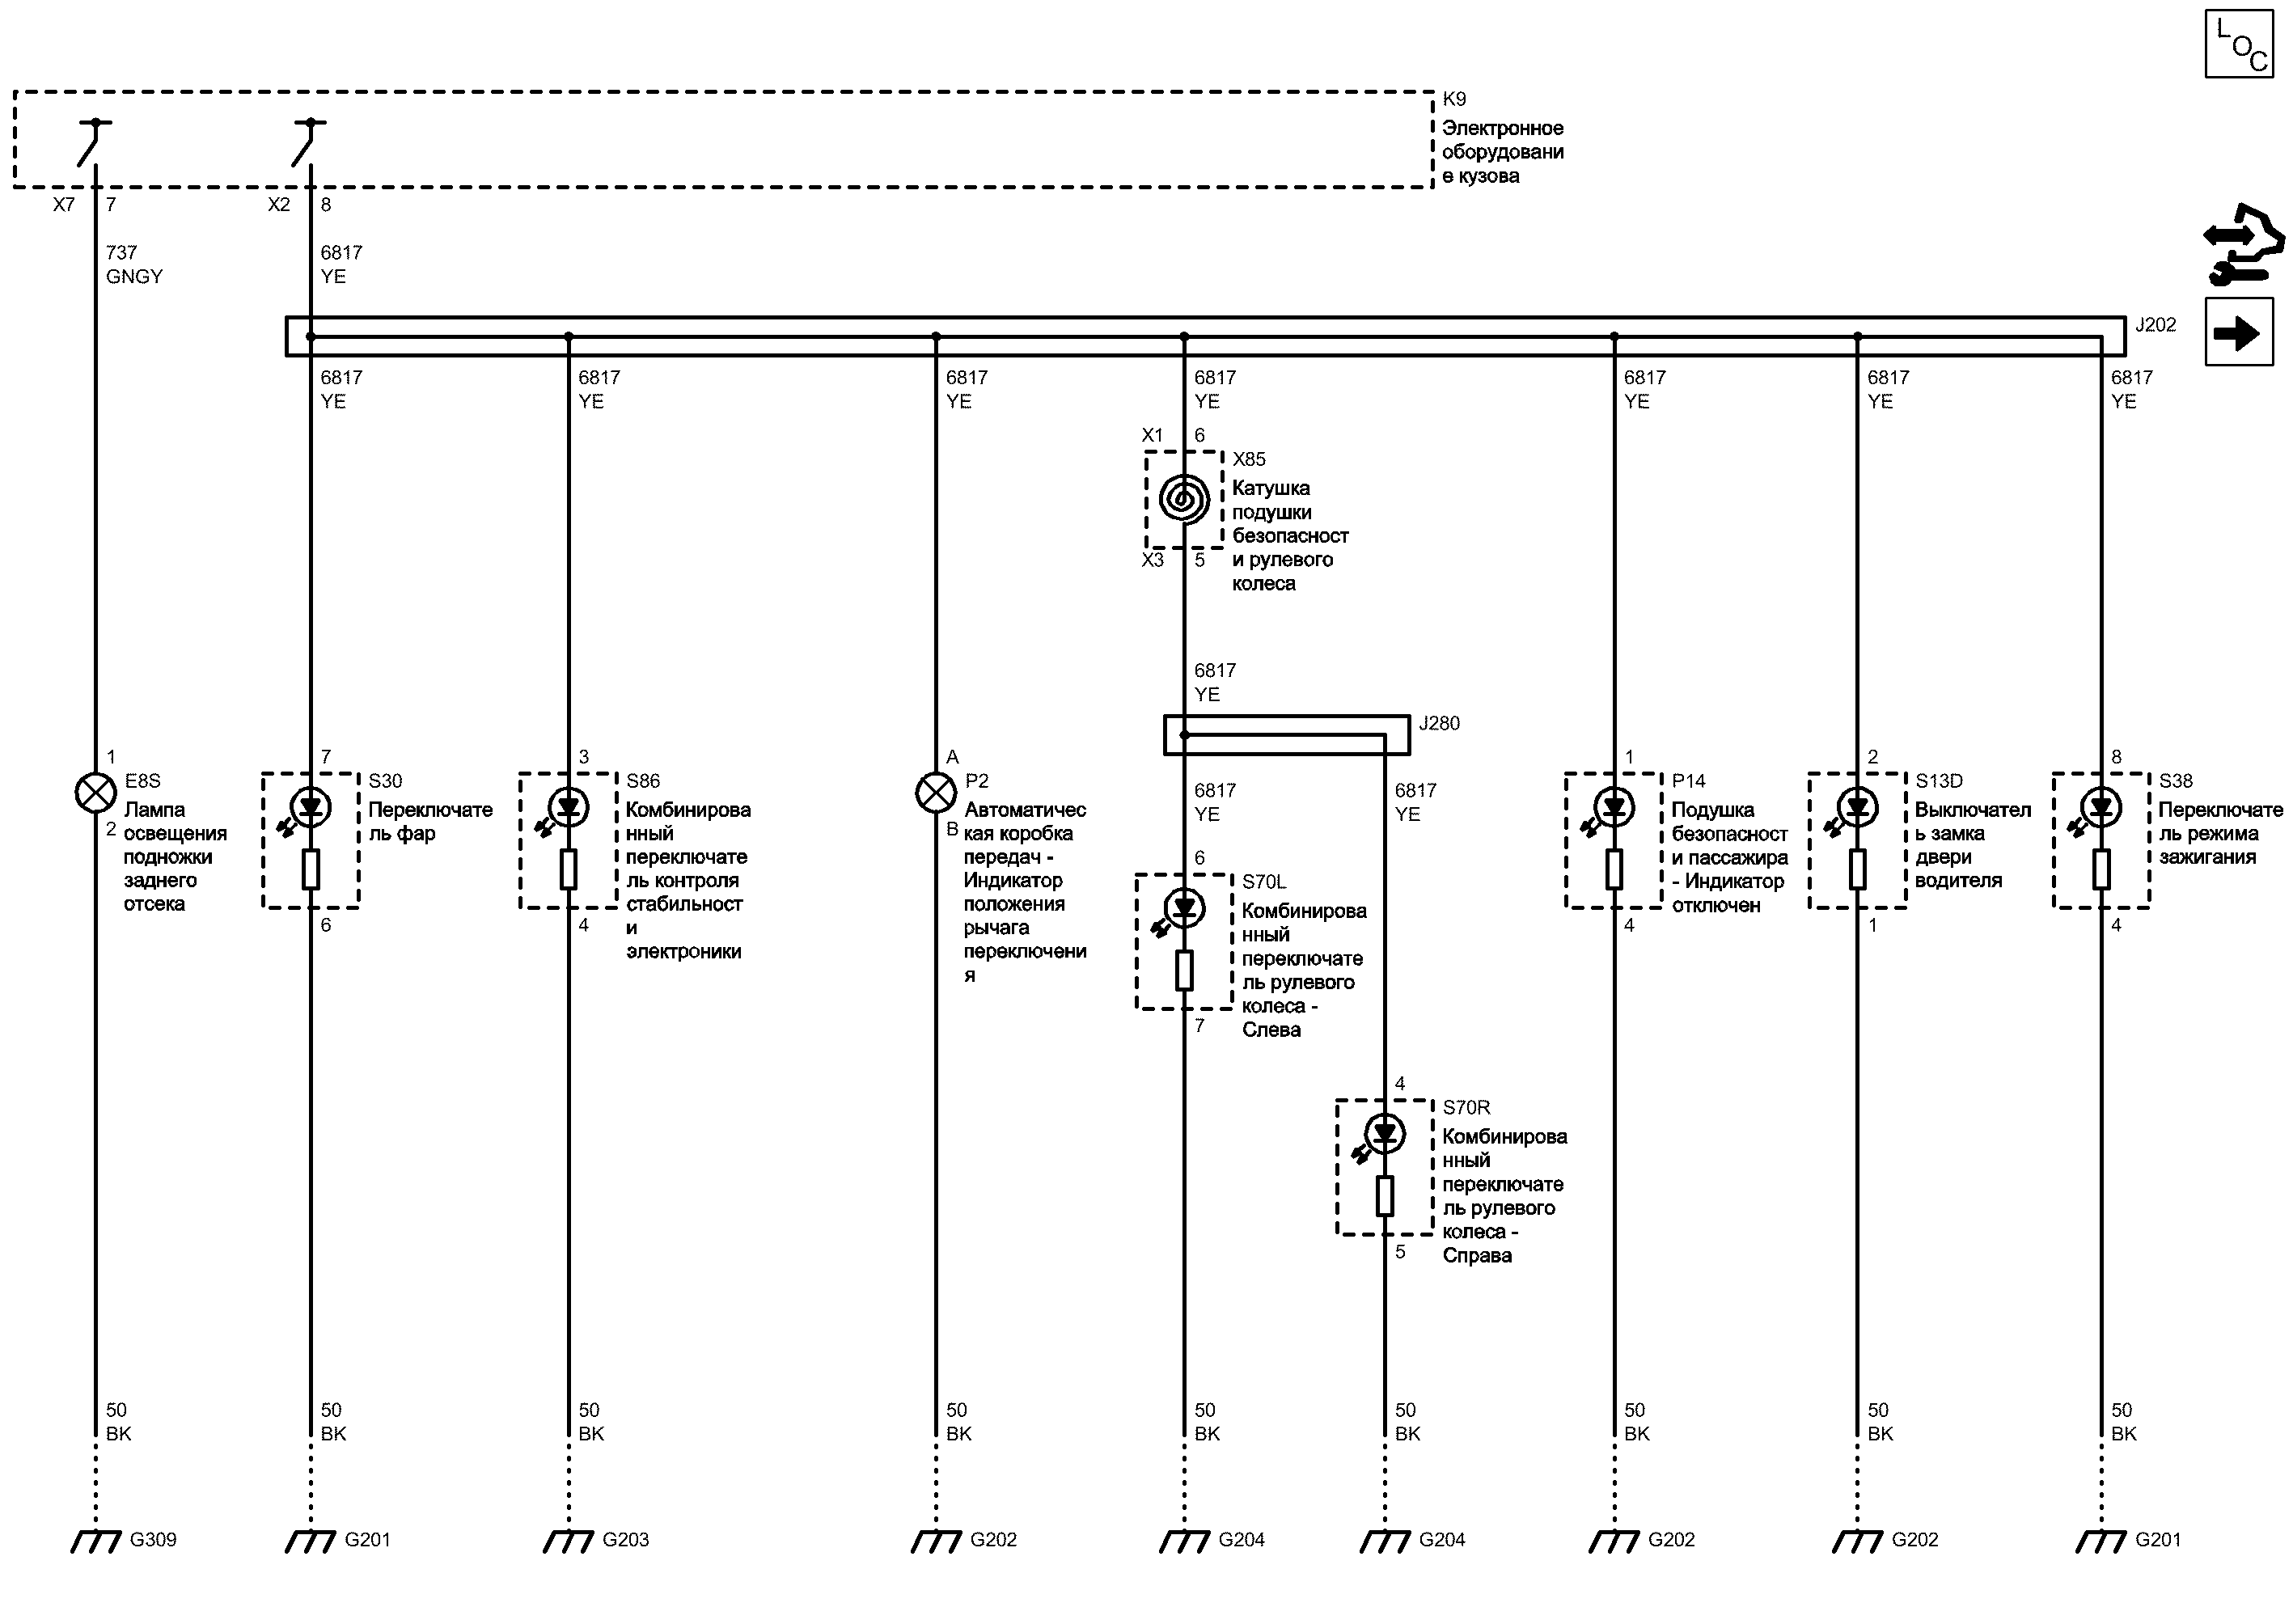 LOC
K9
Электронное
оборудовани
е кузова
X7 7
X2 8
737
GNGY
6817
YE
J202
6817
YE
6817
YE
6817
YE
6817
YE
6817
YE
6817
YE
6817
YE
X1 6
X85
Катушка
подушки
безопасност
и рулевого
колеса
X3 5
6817
YE
J280
6817
YE
6817
YE
1
E8S
Лампа
2 освещения
подножки
заднего
отсека
7
S30
Переключате
ль фар
6
3
S86
Комбинирова
нный
переключате
ль контроля
стабильност
и
электроники
4
A
P2
Автоматичес
B кая коробка
передач -
Индикатор
положения
рычага
переключени
я
6
S70L
Комбинирова
нный
переключате
ль рулевого
колеса -
Слева
7
4
S70R
Комбинирова
нный
переключате
ль рулевого
колеса -
Справа
5
1
P14
Подушка
безопасност
и пассажира
- Индикатор
отключен
4
2
S13D
Выключател
ь замка
двери
водителя
1
8
S38
Переключате
ль режима
зажигания
4
50
BK
50
BK
50
BK
50
BK
50
BK
50
BK
50
BK
50
BK
50
BK
G309
G201
G203
G202
G204
G204
G202
G202
G201